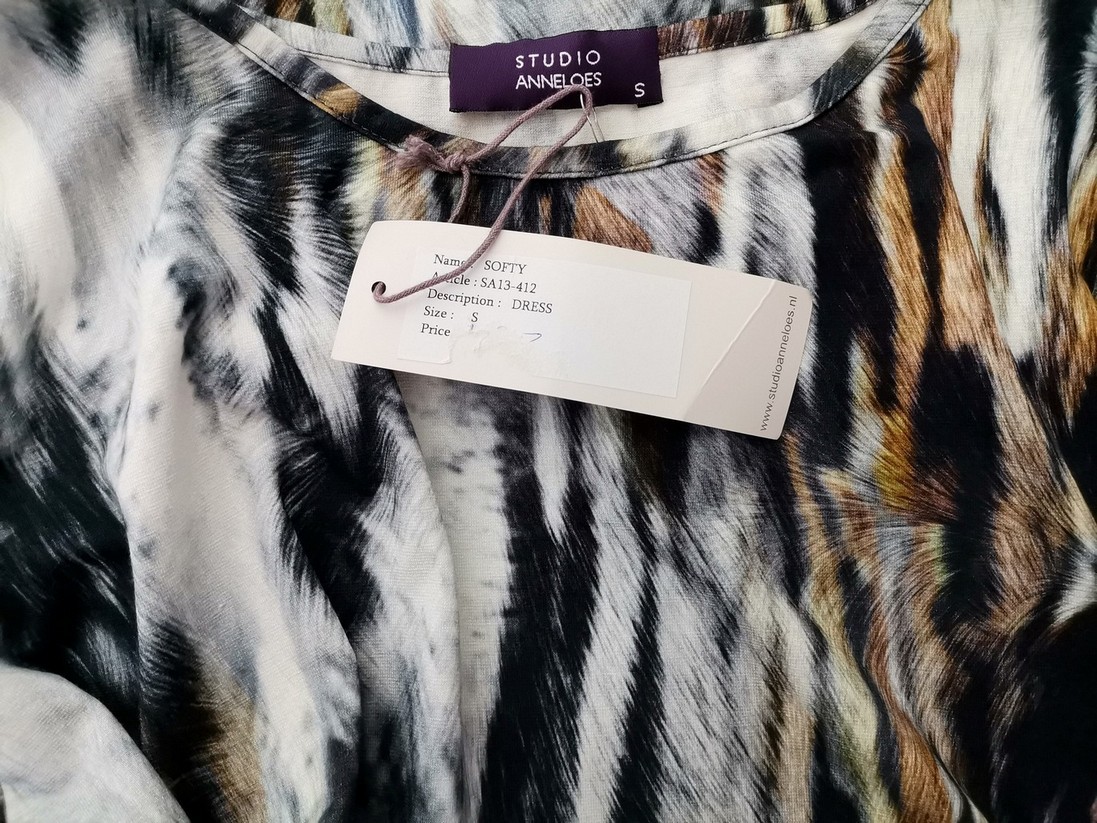 STUDIO
ANNELOES
S
Name : SOFTY
Article : SA13-412
Description : DRESS
Size : S
Price
www.studioanneloes.nl